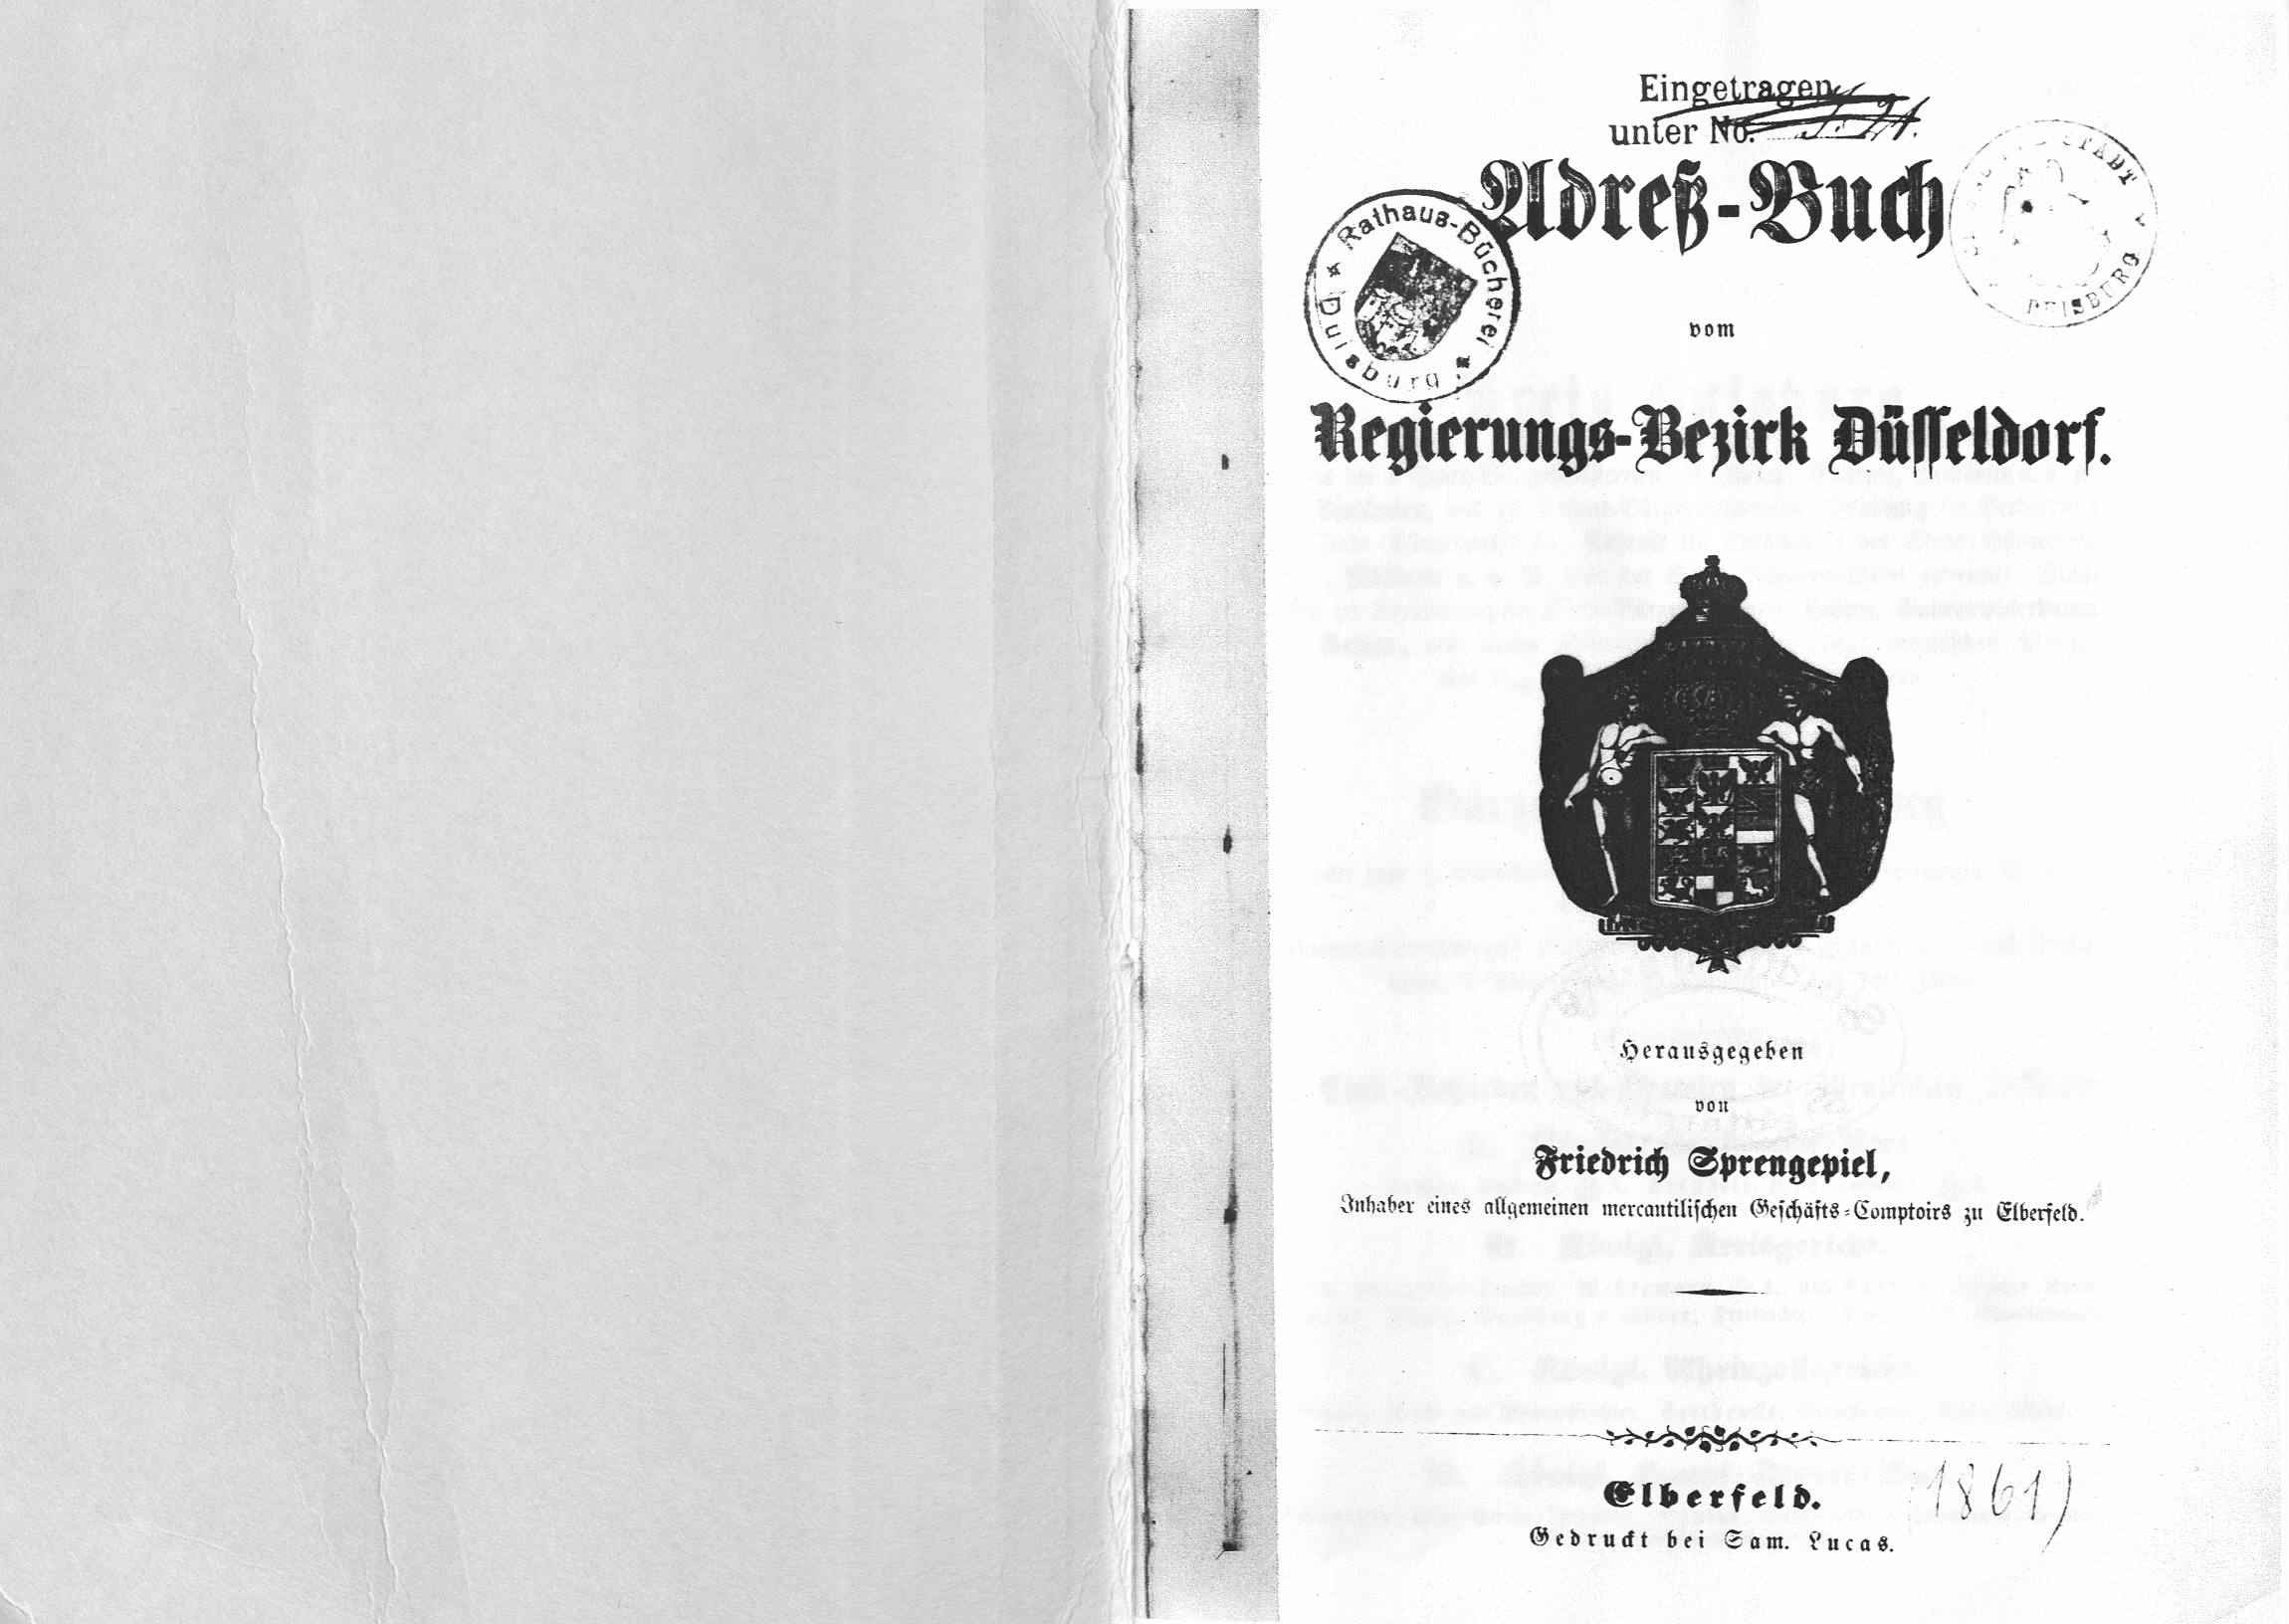 Eingetragen
unter No.
Adreß-Buch
Rathaus-Bücherei
Duisburg
STADT
vom
Regierungs-Bezirk Düsseldorf.
Herausgegeben
von
Friedrich Sprengepiel,
Inhaber eines allgemeinen mercantilischen Geschäfts-Comptoirs zu Elberfeld.
Elberfeld.
1861)
Gedruckt bei Sam. Lucas.